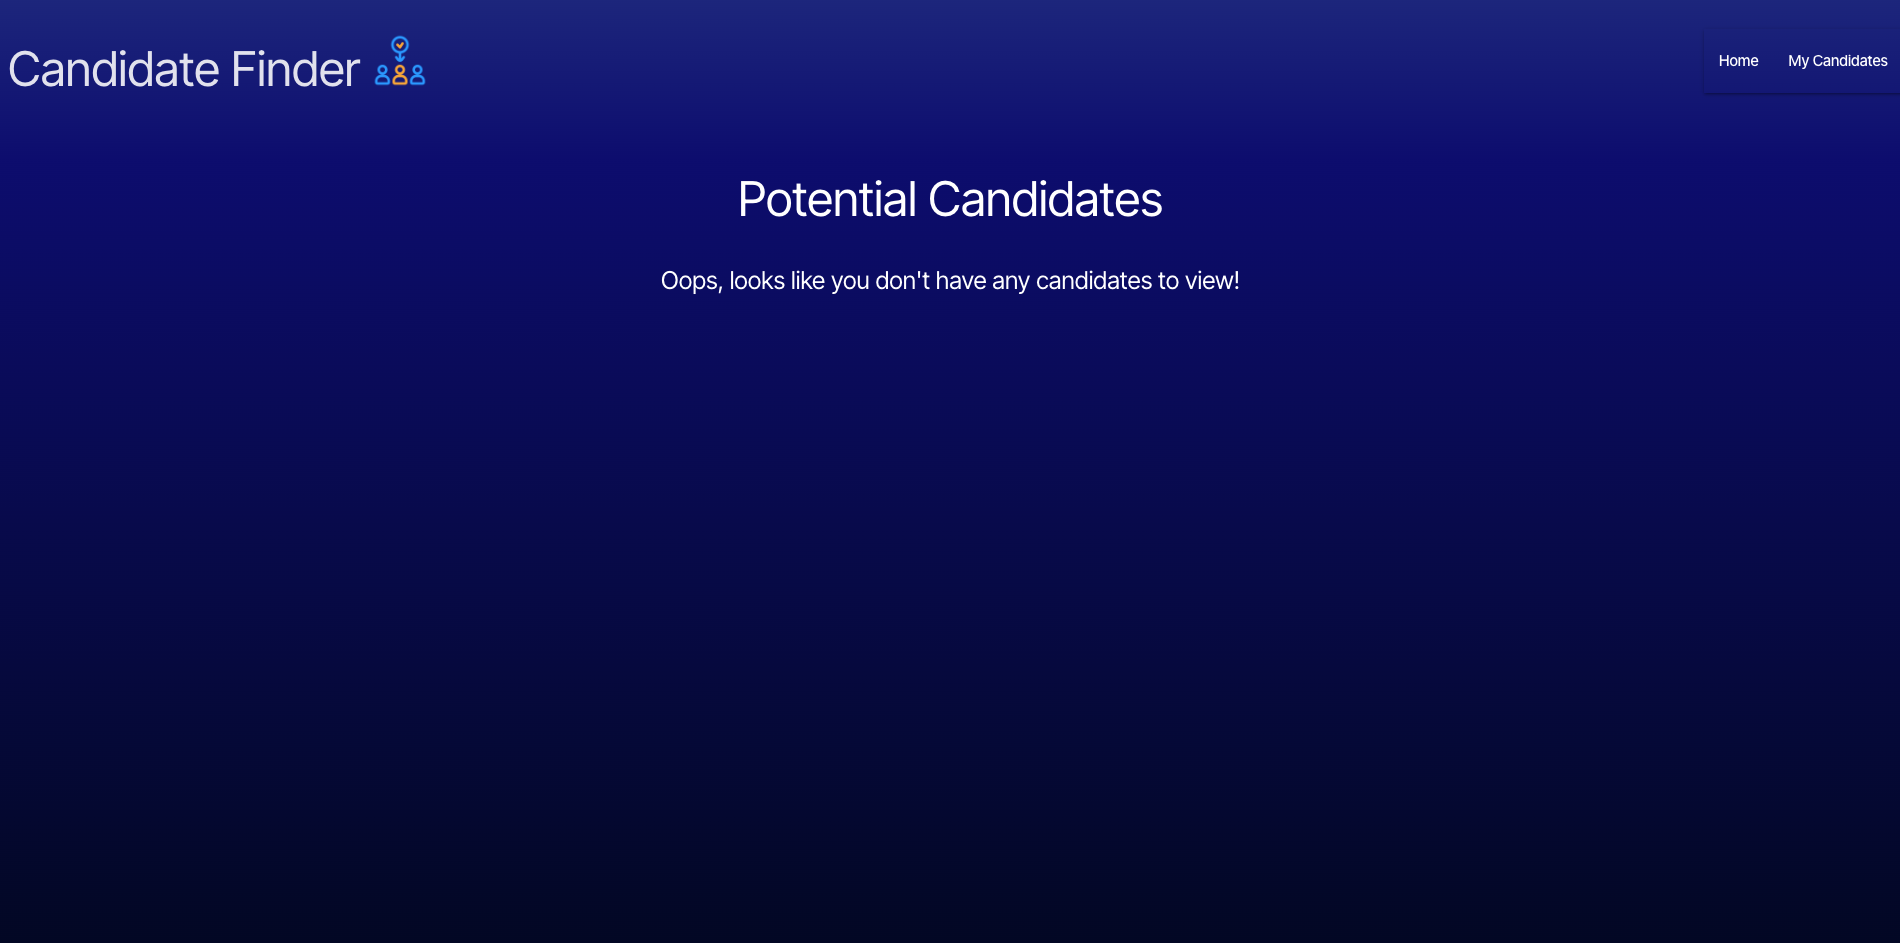 Candidate Finder
Home
My Candidates
Potential Candidates
Oops, looks like you don't have any candidates to view!